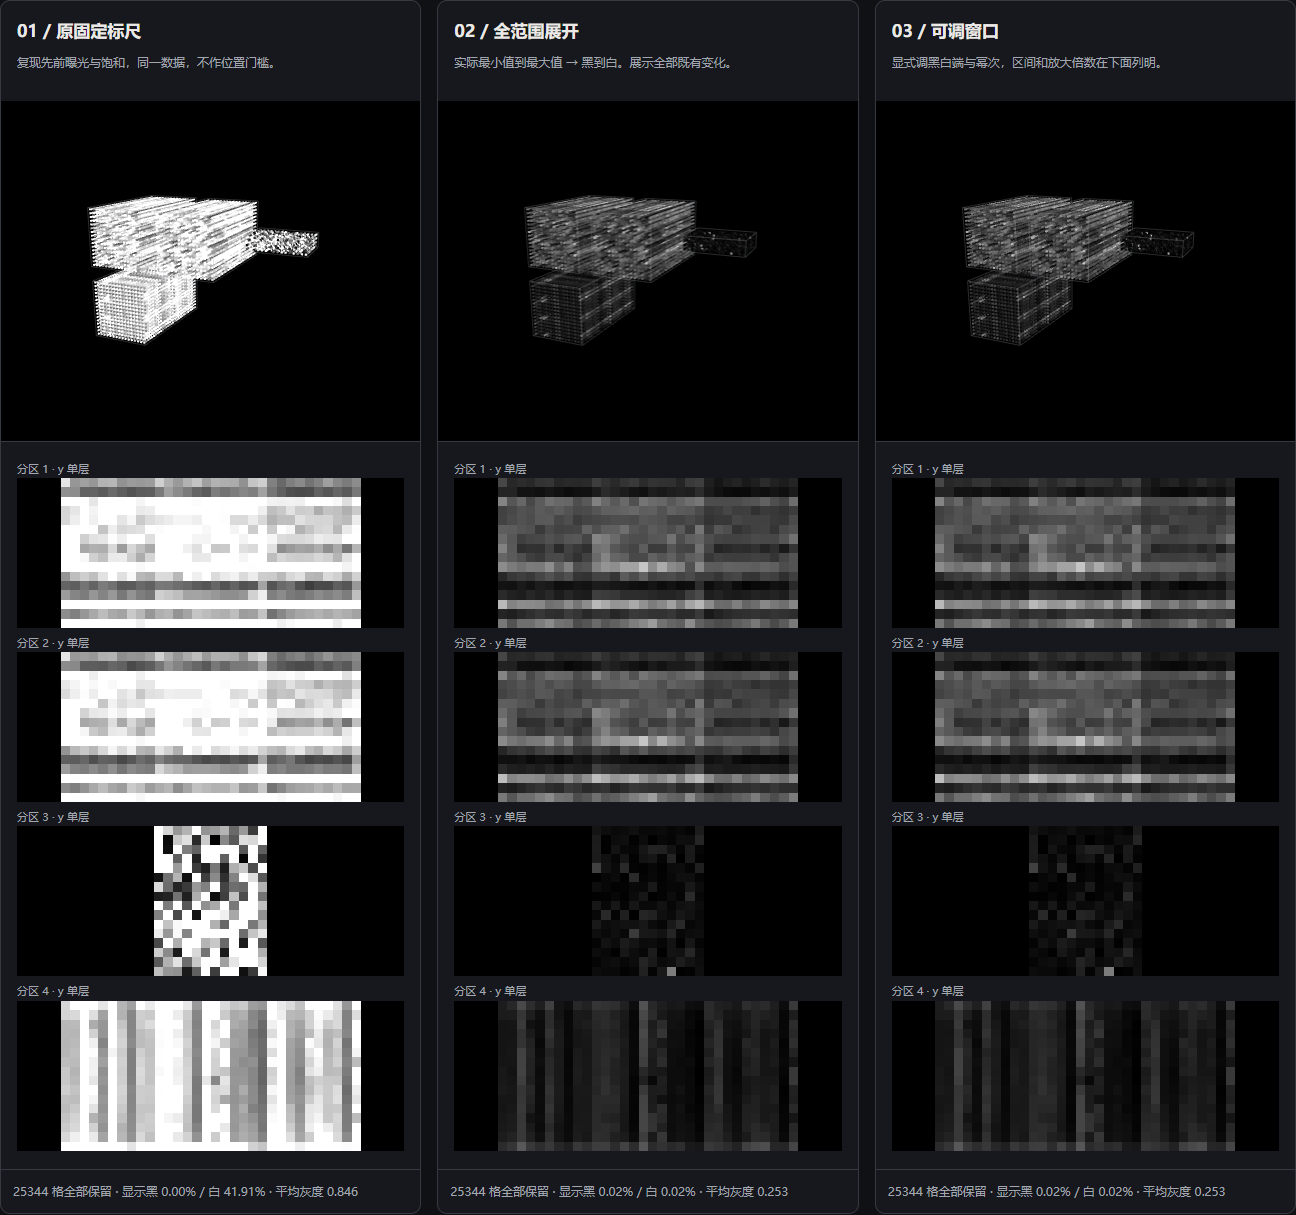 01 / 原固定标尺
复现先前曝光与饱和，同一数据，不作位置门槛。
分区 1 · y 单层
分区 2 · y 单层
分区 3 · y 单层
分区 4 · y 单层
25344 格全部保留 · 显示黑 0.00% / 白 41.91% · 平均灰度 0.846
02 / 全范围展开
实际最小值到最大值 → 黑到白。展示全部既有变化。
分区 1 · y 单层
分区 2 · y 单层
分区 3 · y 单层
分区 4 · y 单层
25344 格全部保留 · 显示黑 0.02% / 白 0.02% · 平均灰度 0.253
03 / 可调窗口
显式调黑白端与幂次，区间和放大倍数在下面列明。
分区 1 · y 单层
分区 2 · y 单层
分区 3 · y 单层
分区 4 · y 单层
25344 格全部保留 · 显示黑 0.02% / 白 0.02% · 平均灰度 0.253